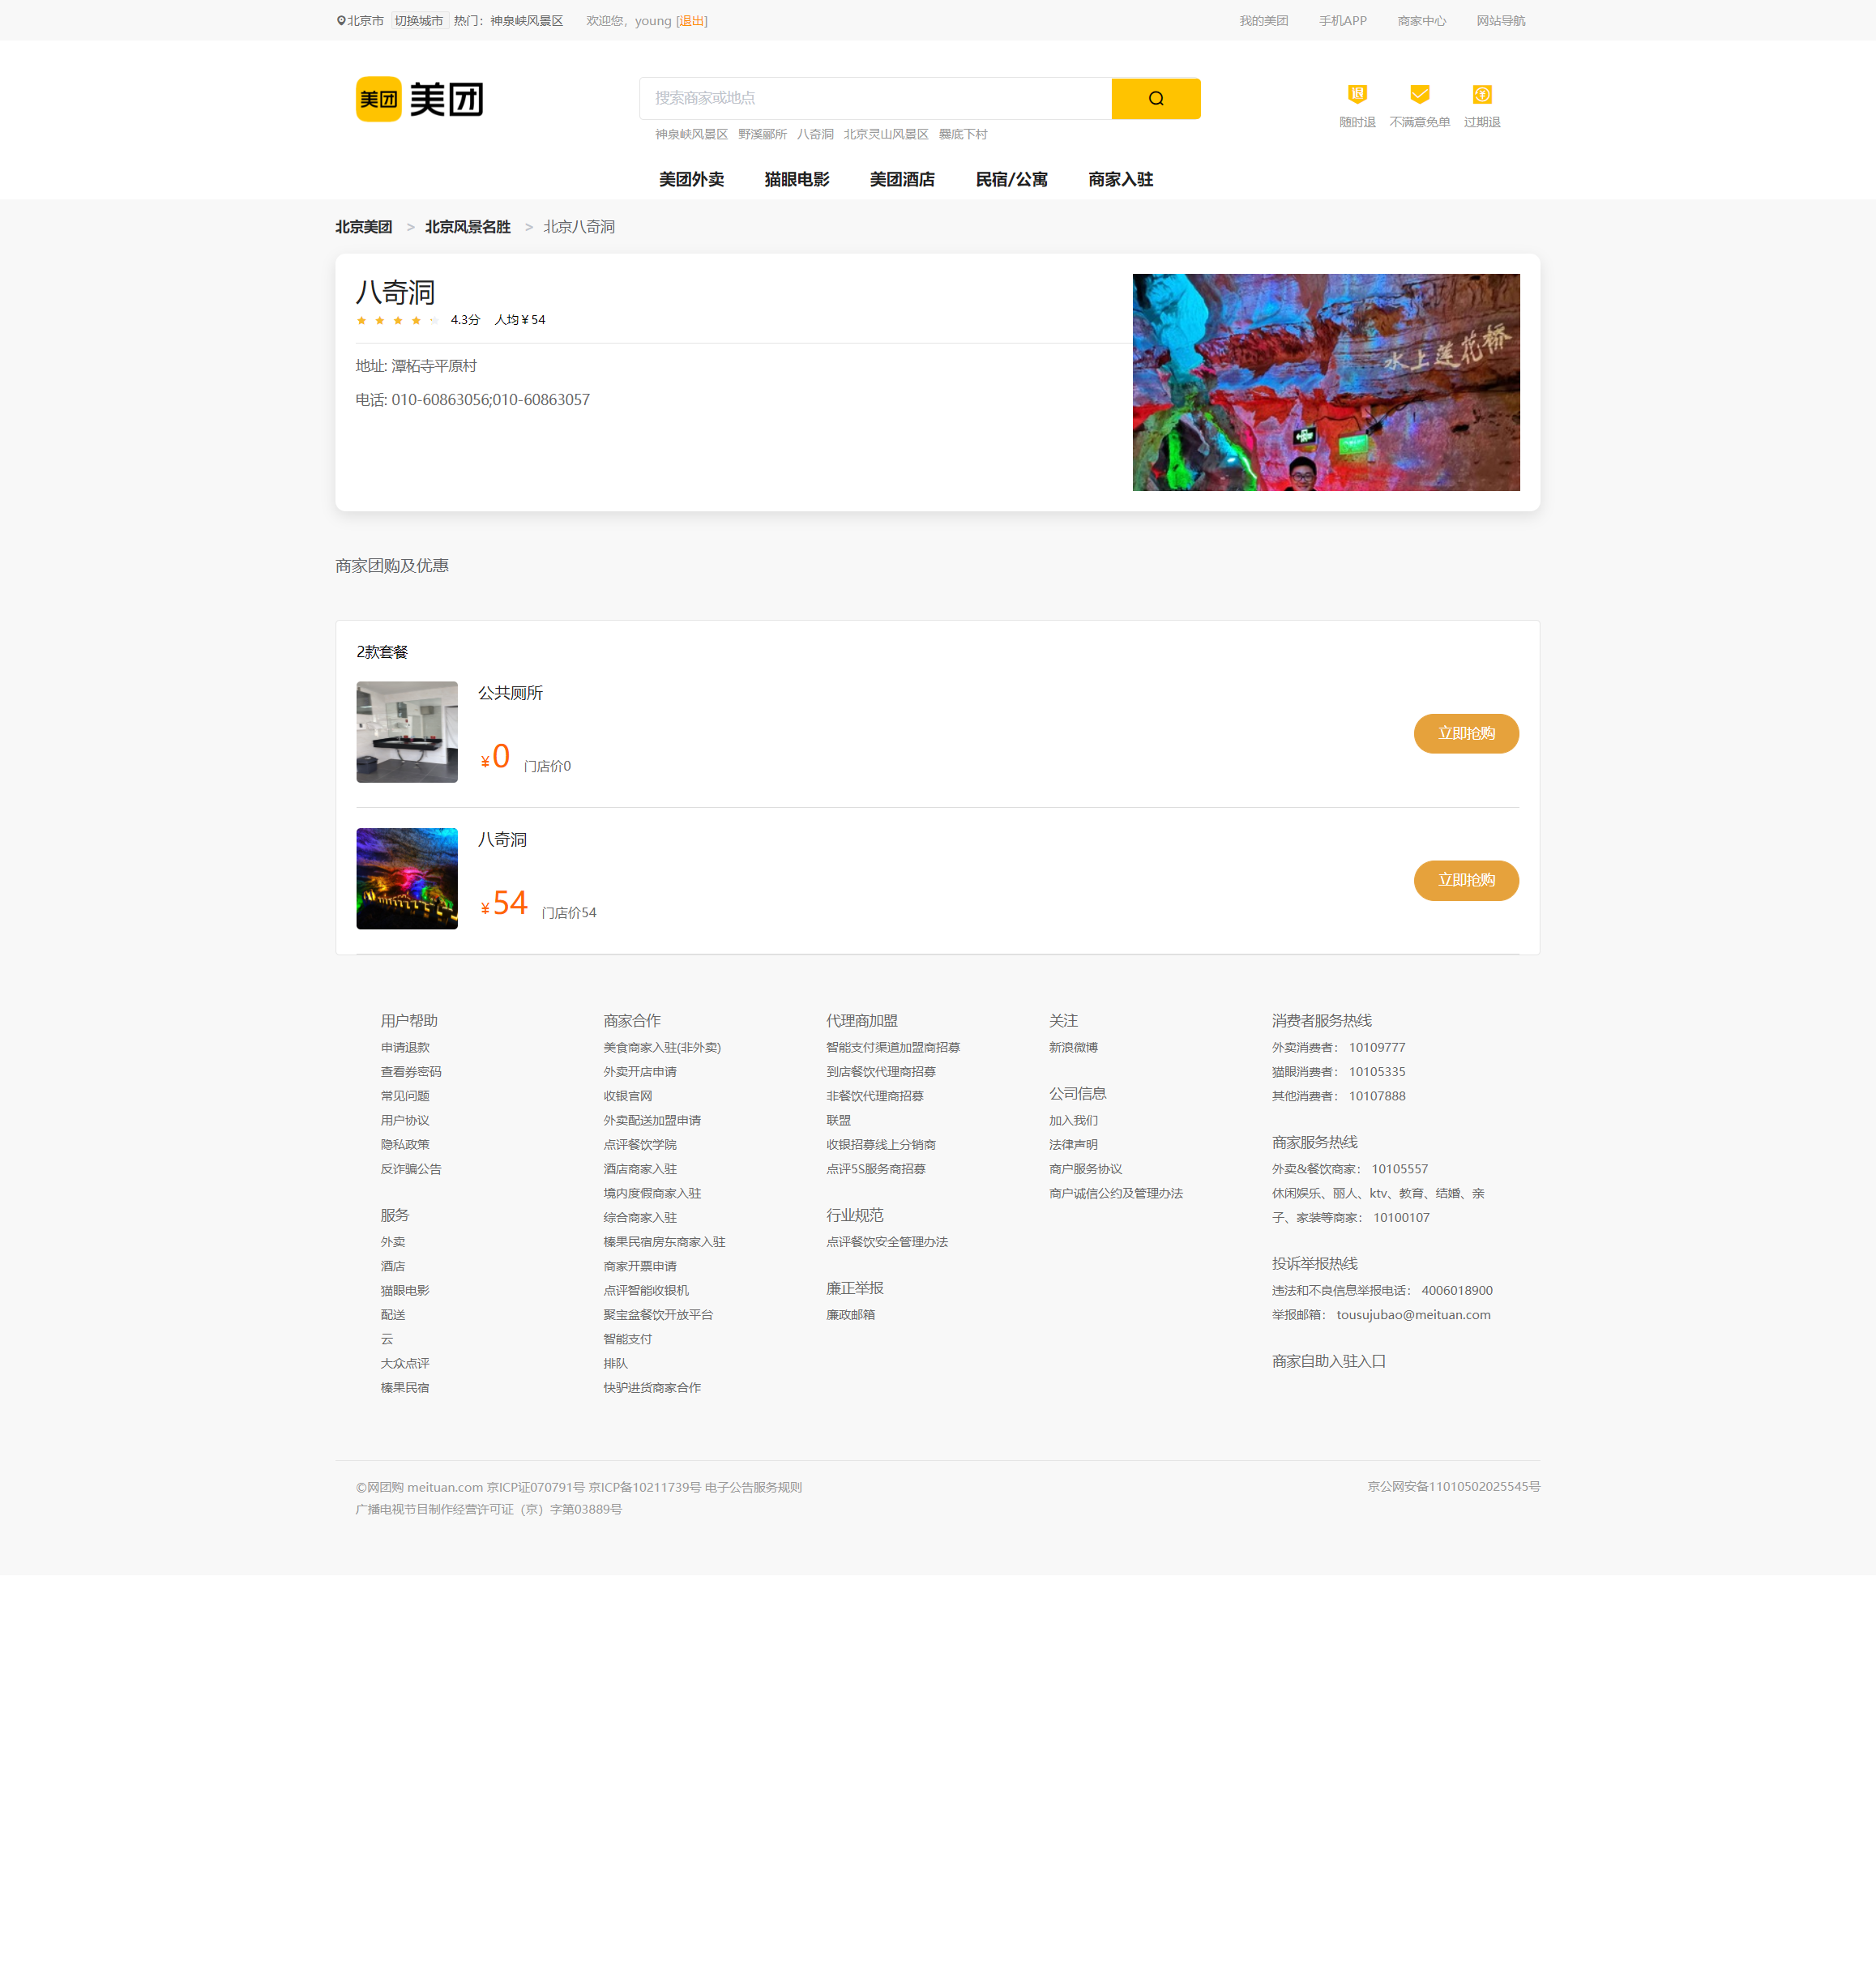 北京市 切换城市 热门：神泉峡风景区 欢迎您，young [退出] 我的美团 手机APP 商家中心 网站导航
美团 美团
搜索商家或地点
神泉峡风景区 野溪郦所 八奇洞 北京灵山风景区 爨底下村
随时退 不满意免单 过期退
美团外卖 猫眼电影 美团酒店 民宿/公寓 商家入驻
北京美团 > 北京风景名胜 > 北京八奇洞
八奇洞
4.3分 人均￥54
地址: 潭柘寺平原村
电话: 010-60863056;010-60863057
水上莲花桥
商家团购及优惠
2款套餐
公共厕所
¥0 门店价0
立即抢购
八奇洞
¥54 门店价54
立即抢购
用户帮助
申请退款
查看券密码
常见问题
用户协议
隐私政策
反诈骗公告
服务
外卖
酒店
猫眼电影
配送
云
大众点评
榛果民宿
商家合作
美食商家入驻(非外卖)
外卖开店申请
收银官网
外卖配送加盟申请
点评餐饮学院
酒店商家入驻
境内度假商家入驻
综合商家入驻
榛果民宿房东商家入驻
商家开票申请
点评智能收银机
聚宝盆餐饮开放平台
智能支付
排队
快驴进货商家合作
代理商加盟
智能支付渠道加盟商招募
到店餐饮代理商招募
非餐饮代理商招募
联盟
收银招募线上分销商
点评5S服务商招募
行业规范
点评餐饮安全管理办法
廉正举报
廉政邮箱
关注
新浪微博
公司信息
加入我们
法律声明
商户服务协议
商户诚信公约及管理办法
消费者服务热线
外卖消费者： 10109777
猫眼消费者： 10105335
其他消费者： 10107888
商家服务热线
外卖&餐饮商家： 10105557
休闲娱乐、丽人、ktv、教育、结婚、亲
子、家装等商家： 10100107
投诉举报热线
违法和不良信息举报电话： 4006018900
举报邮箱： tousujubao@meituan.com
商家自助入驻入口
©网团购 meituan.com 京ICP证070791号 京ICP备10211739号 电子公告服务规则
广播电视节目制作经营许可证（京）字第03889号
京公网安备11010502025545号